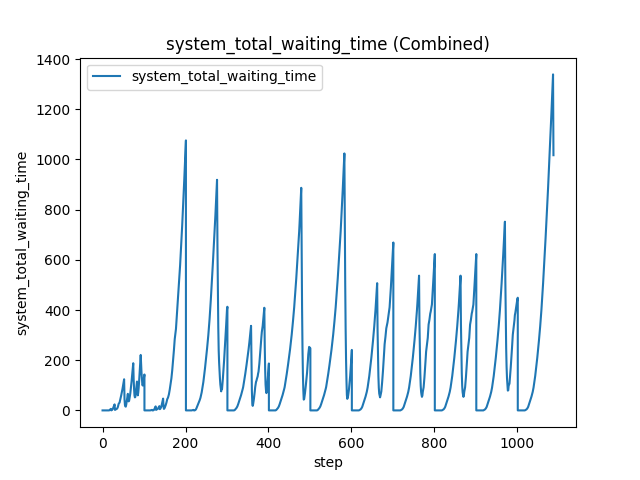 system_total_waiting_time (Combined)
system_total_waiting_time
system_total_waiting_time
1400
1200
1000
800
600
400
200
0
0 200 400 600 800 1000
step